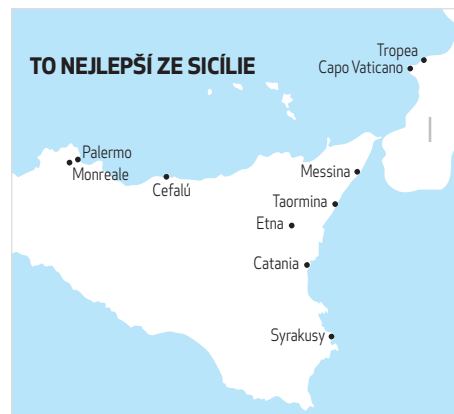 TO NEJLEPŠÍ ZE SICÍLIE
Tropea
Capo Vaticano
Palermo
Monreale
Cefalú
Messina
Taormina
Etna
Catania
Syrakusy